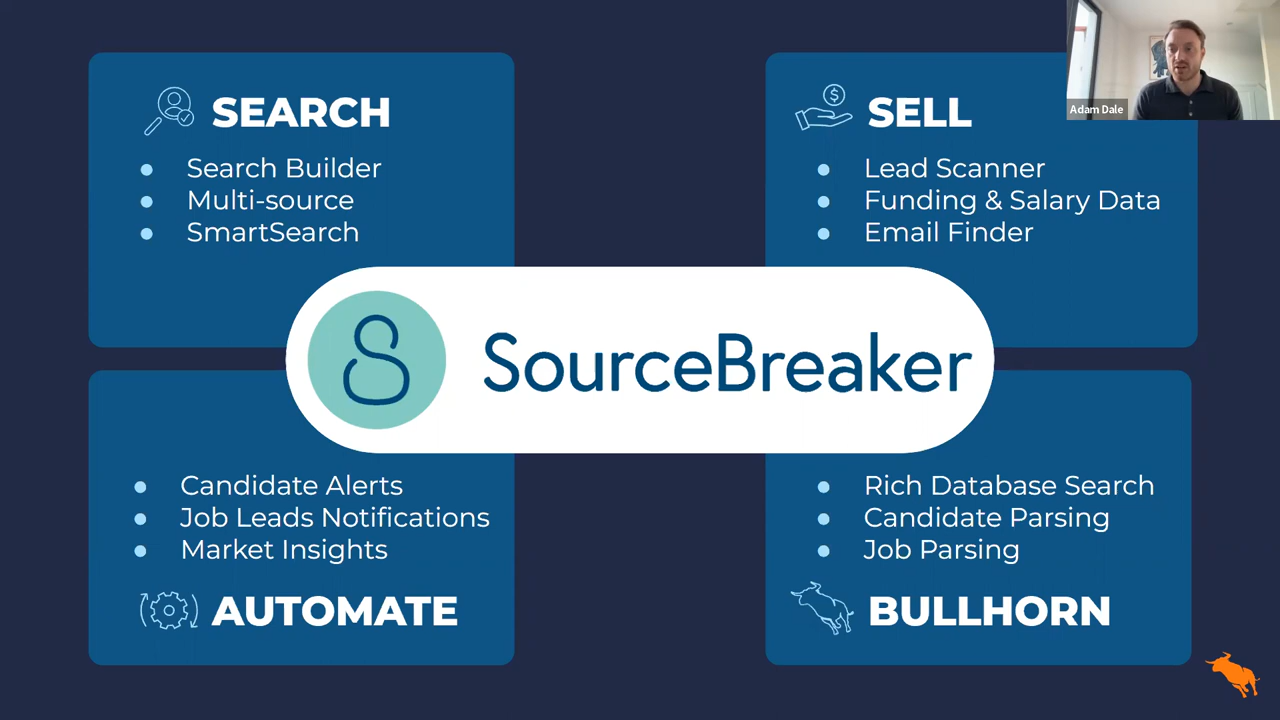 SEARCH
Search Builder
Multi-source
SmartSearch
SELL
Lead Scanner
Funding & Salary Data
Email Finder
Adam Dale
SourceBreaker
Candidate Alerts
Job Leads Notifications
Market Insights
AUTOMATE
Rich Database Search
Candidate Parsing
Job Parsing
BULLHORN
$